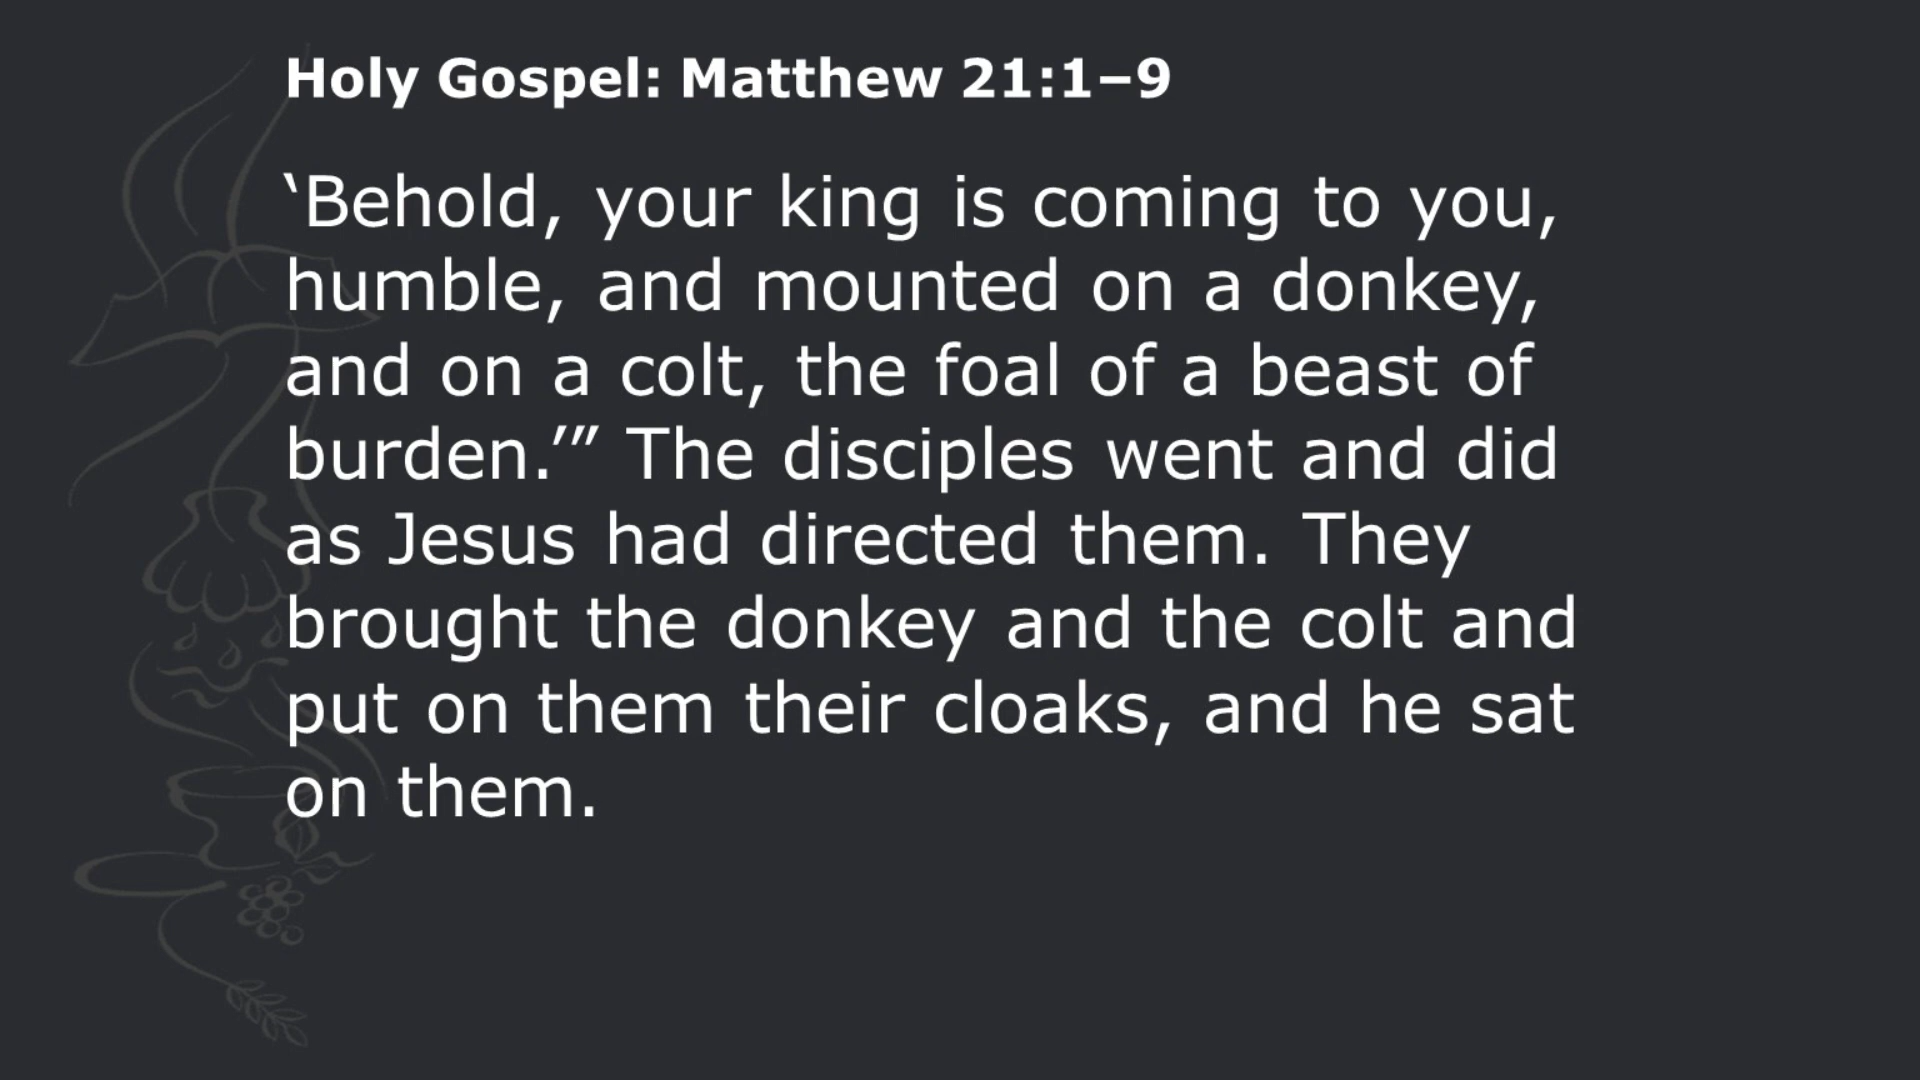 Holy Gospel: Matthew 21:1–9
‘Behold, your king is coming to you,
humble, and mounted on a donkey,
and on a colt, the foal of a beast of
burden.’” The disciples went and did
as Jesus had directed them. They
brought the donkey and the colt and
put on them their cloaks, and he sat
on them.